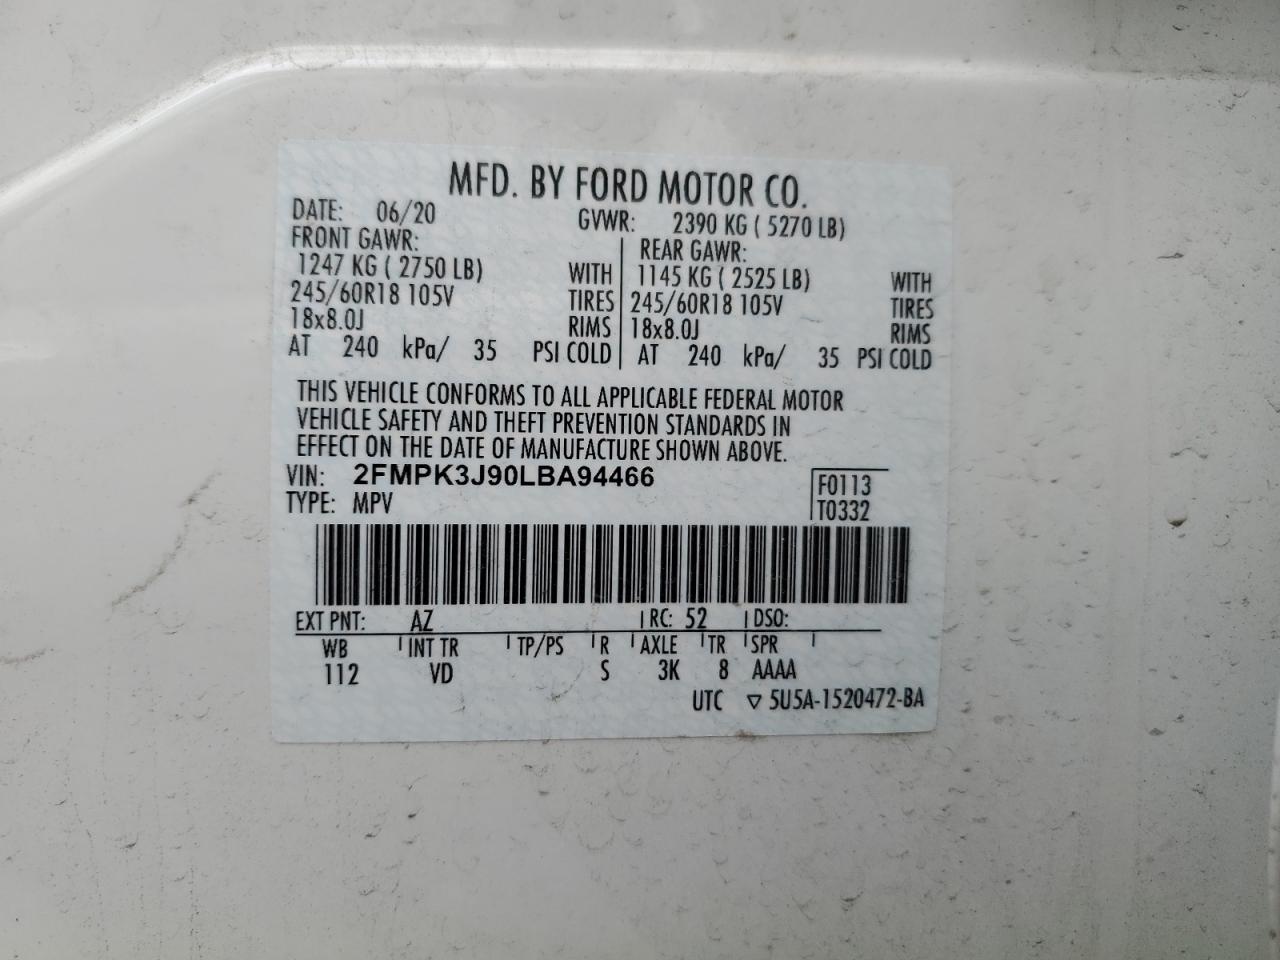 MFD. BY FORD MOTOR CO.
DATE: 06/20 GVWR: 2390 KG ( 5270 LB)
FRONT GAWR: REAR GAWR:
1247 KG ( 2750 LB) WITH 1145 KG ( 2525 LB) WITH
245/60R18 105V TIRES 245/60R18 105V TIRES
18x8.0J RIMS 18x8.0J RIMS
AT 240 kPa/ 35 PSI COLD AT 240 kPa/ 35 PSI COLD
THIS VEHICLE CONFORMS TO ALL APPLICABLE FEDERAL MOTOR
VEHICLE SAFETY AND THEFT PREVENTION STANDARDS IN
EFFECT ON THE DATE OF MANUFACTURE SHOWN ABOVE.
VIN: 2FMPK3J90LBA94466 F0113
TYPE: MPV T0332
EXT PNT: AZ RC: 52 DSO:
WB INT TR TP/PS R AXLE TR SPR
112 VD S 3K 8 AAAA
UTC ▽ 5U5A-1520472-BA